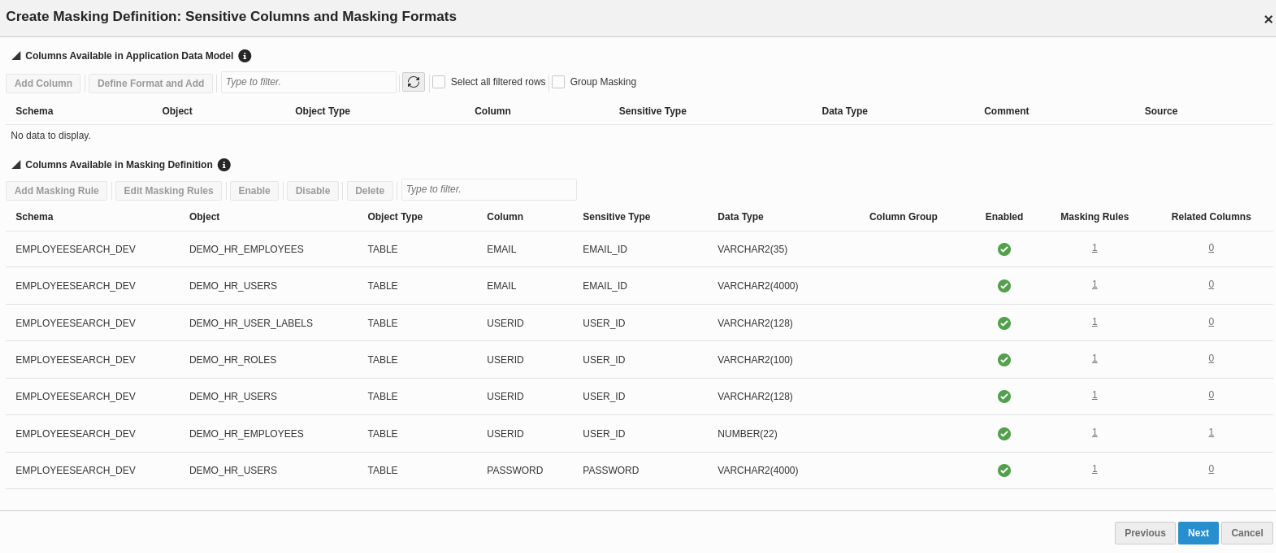 Create Masking Definition: Sensitive Columns and Masking Formats ×
Columns Available in Application Data Model i
Add Column Define Format and Add Type to filter. Select all filtered rows Group Masking
Schema Object Object Type Column Sensitive Type Data Type Comment Source
No data to display.
Columns Available in Masking Definition i
Add Masking Rule Edit Masking Rules Enable Disable Delete Type to filter.
Schema Object Object Type Column Sensitive Type Data Type Column Group Enabled Masking Rules Related Columns
EMPLOYEESEARCH_DEV DEMO_HR_EMPLOYEES TABLE EMAIL EMAIL_ID VARCHAR2(35) 1 0
EMPLOYEESEARCH_DEV DEMO_HR_USERS TABLE EMAIL EMAIL_ID VARCHAR2(4000) 1 0
EMPLOYEESEARCH_DEV DEMO_HR_USER_LABELS TABLE USERID USER_ID VARCHAR2(128) 1 0
EMPLOYEESEARCH_DEV DEMO_HR_ROLES TABLE USERID USER_ID VARCHAR2(100) 1 0
EMPLOYEESEARCH_DEV DEMO_HR_USERS TABLE USERID USER_ID VARCHAR2(128) 1 0
EMPLOYEESEARCH_DEV DEMO_HR_EMPLOYEES TABLE USERID USER_ID NUMBER(22) 1 1
EMPLOYEESEARCH_DEV DEMO_HR_USERS TABLE PASSWORD PASSWORD VARCHAR2(4000) 1 0
Previous Next Cancel